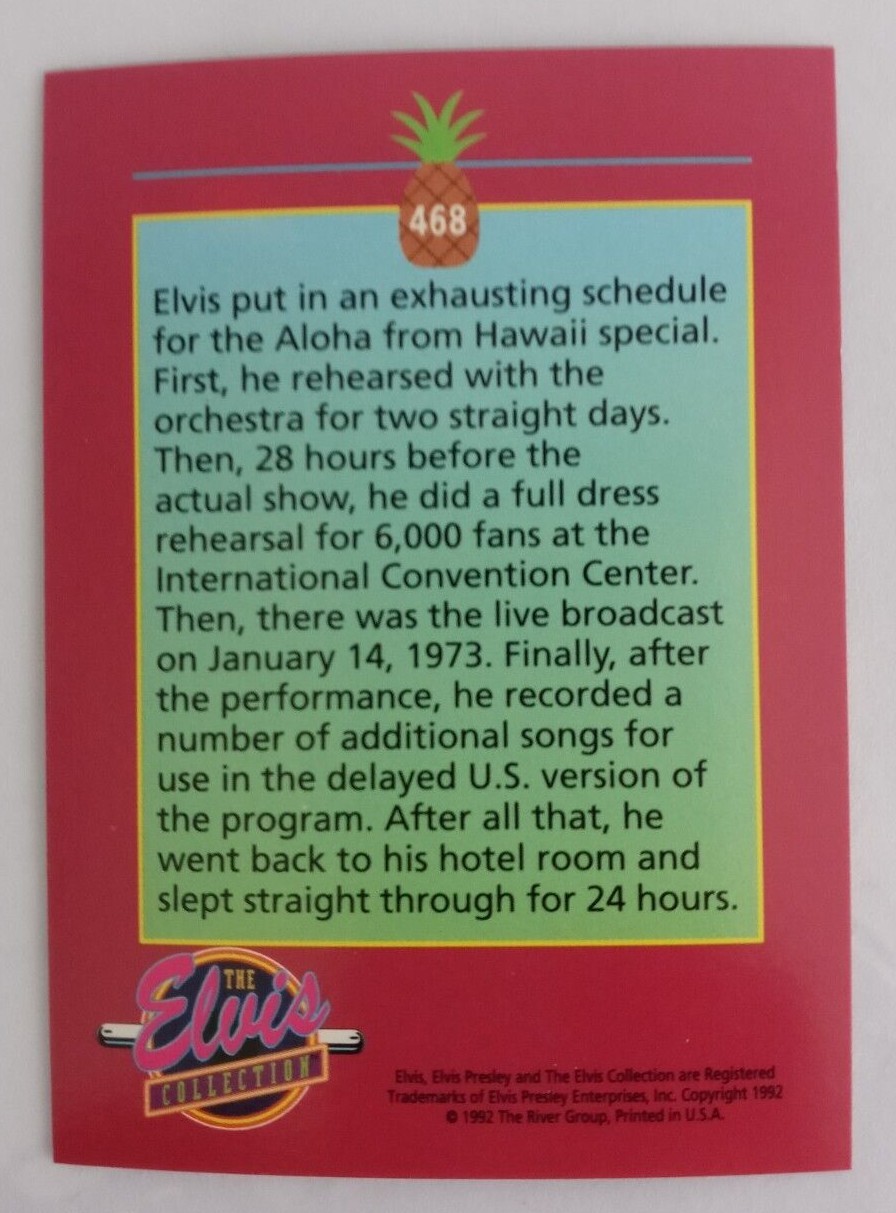 468
Elvis put in an exhausting schedule
for the Aloha from Hawaii special.
First, he rehearsed with the
orchestra for two straight days.
Then, 28 hours before the
actual show, he did a full dress
rehearsal for 6,000 fans at the
International Convention Center.
Then, there was the live broadcast
on January 14, 1973. Finally, after
the performance, he recorded a
number of additional songs for
use in the delayed U.S. version of
the program. After all that, he
went back to his hotel room and
slept straight through for 24 hours.
THE
Elvis
COLLECTION
Elvis, Elvis Presley and The Elvis Collection are Registered
Trademarks of Elvis Presley Enterprises, Inc. Copyright 1992
© 1992 The River Group, Printed in U.S.A.